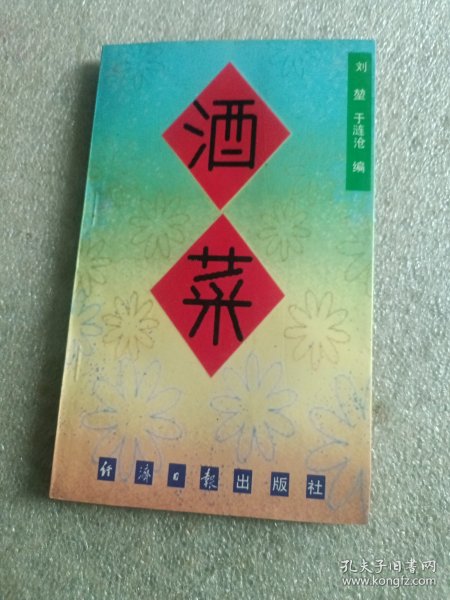 刘堃 于涟沧 编
酒
菜
经济日报出版社
孔夫子旧书网
www.kongfz.com